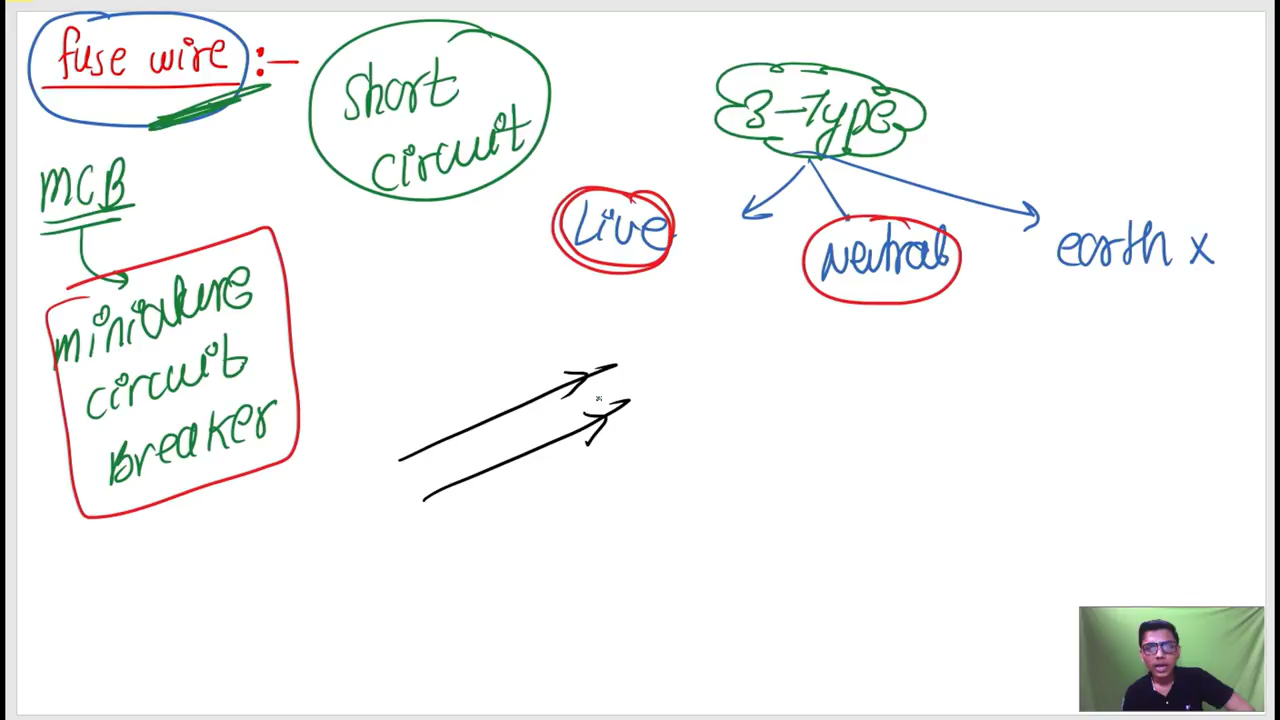 fuse wire :-
short
circuit
MCB
miniature
circuit
Breaker
3-Type
Live
Neutral
earth x